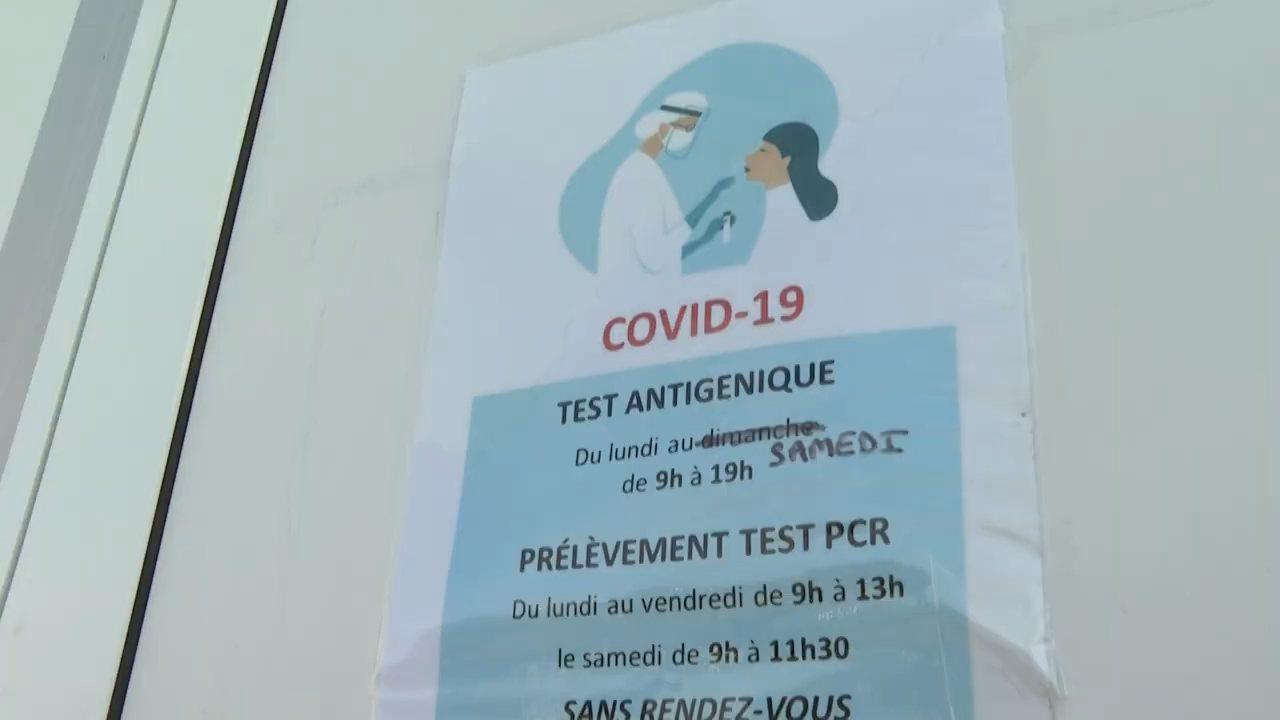 COVID-19
TEST ANTIGENIQUE
Du lundi au dimanche SAMEDI
de 9h à 19h
PRÉLÈVEMENT TEST PCR
Du lundi au vendredi de 9h à 13h
le samedi de 9h à 11h30
SANS RENDEZ-VOUS